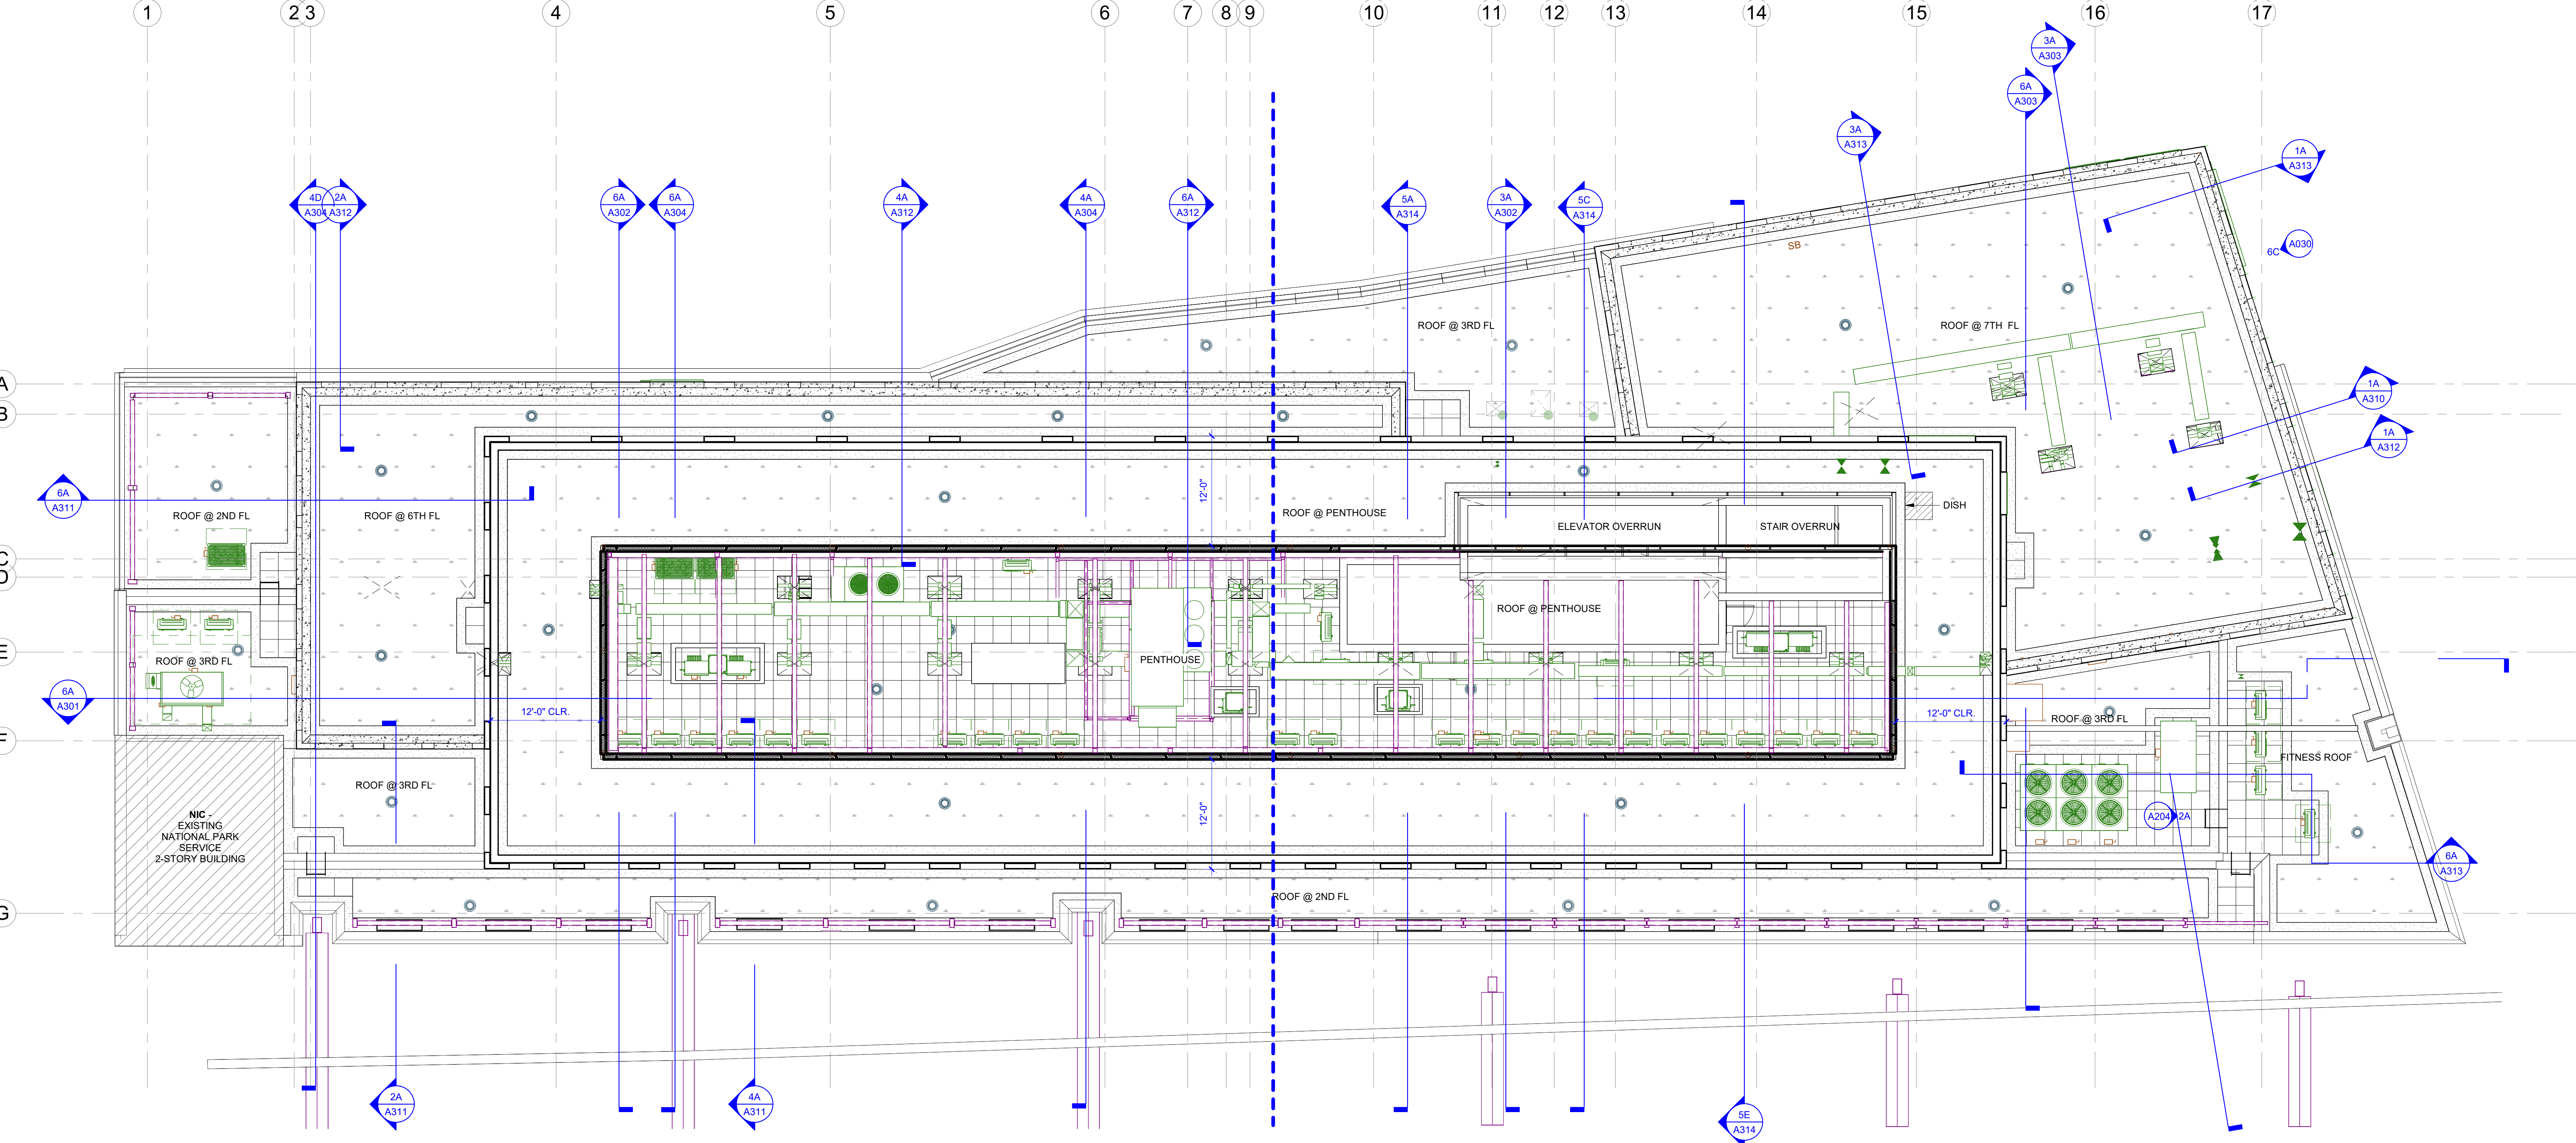 1 2 3 4 5 6 7 8 9 10 11 12 13 14 15 16 17
3A
A303
6A
A303
3A
A313
1A
A313
4D
A304
2A
A312
6A
A302
6A
A304
4A
A312
4A
A304
6A
A312
5A
A314
3A
A302
5C
A314
SB
6C A030
ROOF @ 3RD FL
ROOF @ 7TH FL
A
B
C
D
E
F
G
1A
A310
1A
A312
6A
A311
ROOF @ 2ND FL
ROOF @ 6TH FL
12'-0"
ROOF @ PENTHOUSE
ELEVATOR OVERRUN
STAIR OVERRUN
DISH
ROOF @ PENTHOUSE
ROOF @ 3RD FL
PENTHOUSE
6A
A301
12'-0" CLR.
12'-0" CLR.
ROOF @ 3RD FL
FITNESS ROOF
ROOF @ 3RD FL
12'-0"
A204 2A
NIC -
EXISTING
NATIONAL PARK
SERVICE
2-STORY BUILDING
6A
A313
ROOF @ 2ND FL
2A
A311
4A
A311
5E
A314